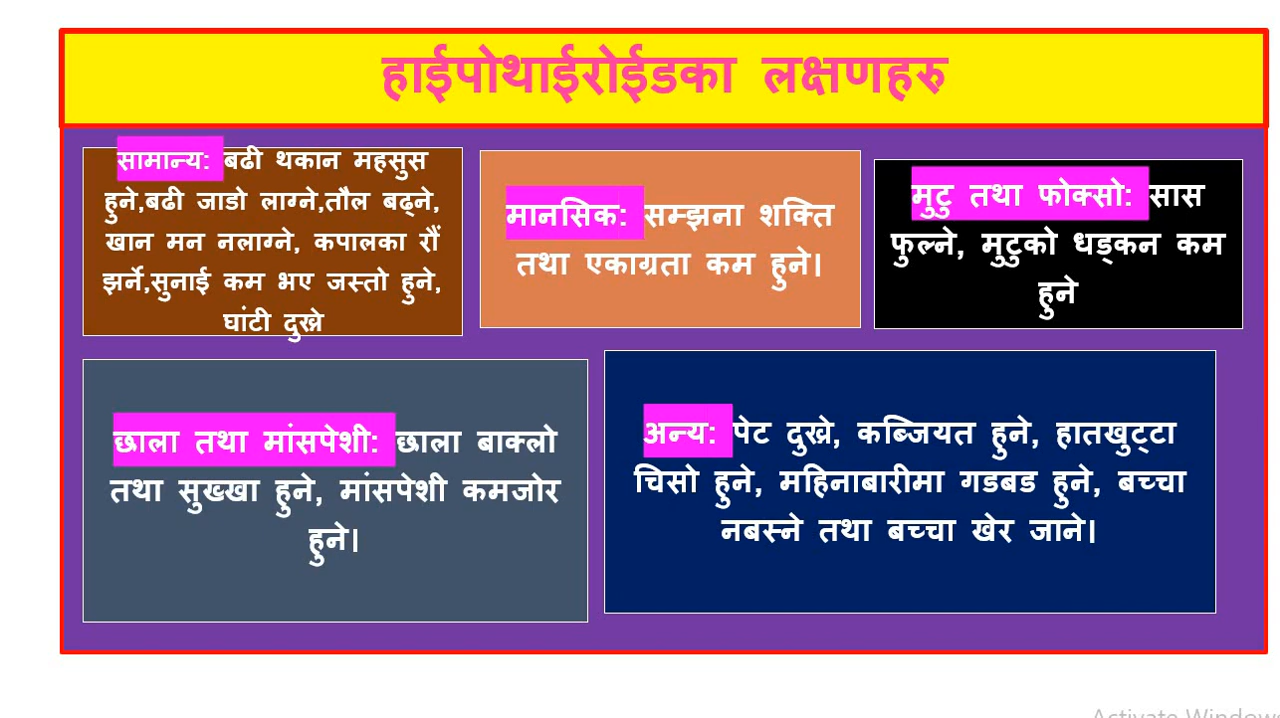 हाईपोथाईरोईडका लक्षणहरु
सामान्य: बढी थकान महसुस
हुने,बढी जाडो लाग्ने,तौल बढ्ने,
खान मन नलाग्ने, कपालका रौं
झर्ने,सुनाई कम भए जस्तो हुने,
घांटी दुख्ने
मानसिक: सम्झना शक्ति
तथा एकाग्रता कम हुने।
मुटु तथा फोक्सो: सास
फुल्ने, मुटुको धड्कन कम
हुने
छाला तथा मांसपेशी: छाला बाक्लो
तथा सुख्खा हुने, मांसपेशी कमजोर
हुने।
अन्य: पेट दुख्ने, कब्जियत हुने, हातखुट्टा
चिसो हुने, महिनाबारीमा गडबड हुने, बच्चा
नबस्ने तथा बच्चा खेर जाने।
Activate Windows